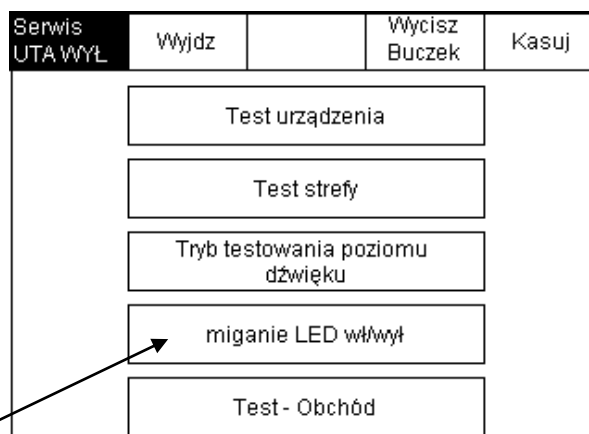 Serwis
UTA WYŁ
Wyjdz
Wycisz
Buczek
Kasuj
Test urządzenia
Test strefy
Tryb testowania poziomu
dźwięku
miganie LED wł/wył
Test - Obchód